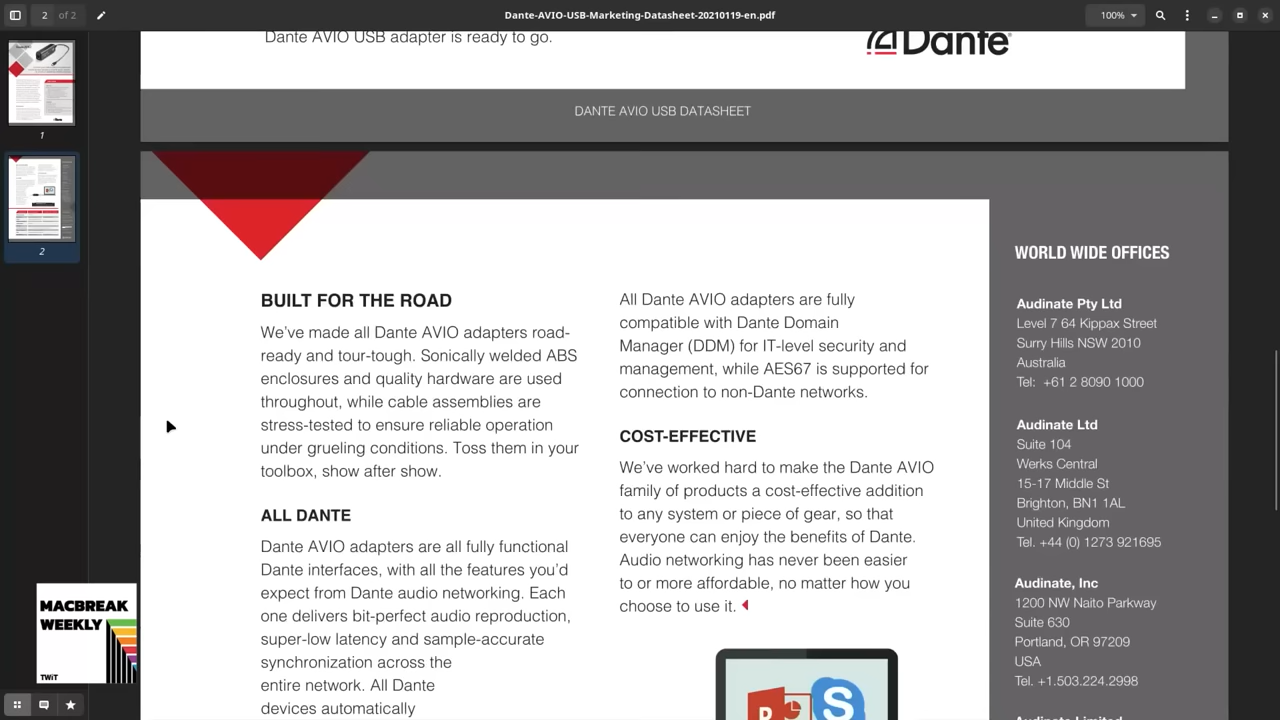 2 of 2
Dante-AVIO-USB-Marketing-Datasheet-20210119-en.pdf
100%
1
2
Dante AVIO USB adapter is ready to go.
Dante®
DANTE AVIO USB DATASHEET
BUILT FOR THE ROAD
We've made all Dante AVIO adapters road-
ready and tour-tough. Sonically welded ABS
enclosures and quality hardware are used
throughout, while cable assemblies are
stress-tested to ensure reliable operation
under grueling conditions. Toss them in your
toolbox, show after show.
ALL DANTE
Dante AVIO adapters are all fully functional
Dante interfaces, with all the features you'd
expect from Dante audio networking. Each
one delivers bit-perfect audio reproduction,
super-low latency and sample-accurate
synchronization across the
entire network. All Dante
devices automatically
All Dante AVIO adapters are fully
compatible with Dante Domain
Manager (DDM) for IT-level security and
management, while AES67 is supported for
connection to non-Dante networks.
COST-EFFECTIVE
We've worked hard to make the Dante AVIO
family of products a cost-effective addition
to any system or piece of gear, so that
everyone can enjoy the benefits of Dante.
Audio networking has never been easier
to or more affordable, no matter how you
choose to use it.
P
S
WORLD WIDE OFFICES
Audinate Pty Ltd
Level 7 64 Kippax Street
Surry Hills NSW 2010
Australia
Tel: +61 2 8090 1000
Audinate Ltd
Suite 104
Werks Central
15-17 Middle St
Brighton, BN1 1AL
United Kingdom
Tel. +44 (0) 1273 921695
Audinate, Inc
1200 NW Naito Parkway
Suite 630
Portland, OR 97209
USA
Tel. +1.503.224.2998
Audinate Limited
MACBREAK
WEEKLY
TWiT